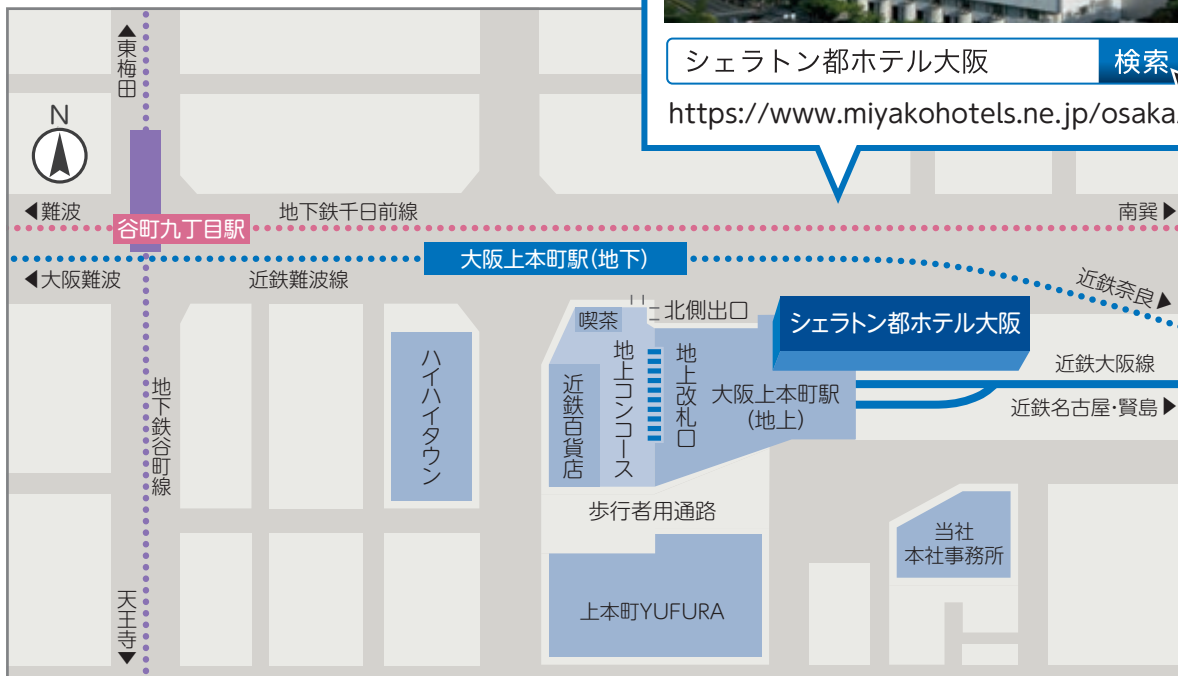 シェラトン都ホテル大阪
検索
https://www.miyakohotels.ne.jp/osaka
▲東梅田
N
◀難波
地下鉄千日前線
南巽▶
谷町九丁目駅
大阪上本町駅(地下)
◀大阪難波
近鉄難波線
近鉄奈良▶
北側出口
喫茶
シェラトン都ホテル大阪
ハイハイタウン
近鉄百貨店
地上コンコース
地上改札口
大阪上本町駅
(地上)
近鉄大阪線
近鉄名古屋・賢島▶
地下鉄谷町線
歩行者用通路
当社
本社事務所
上本町YUFURA
天王寺▼